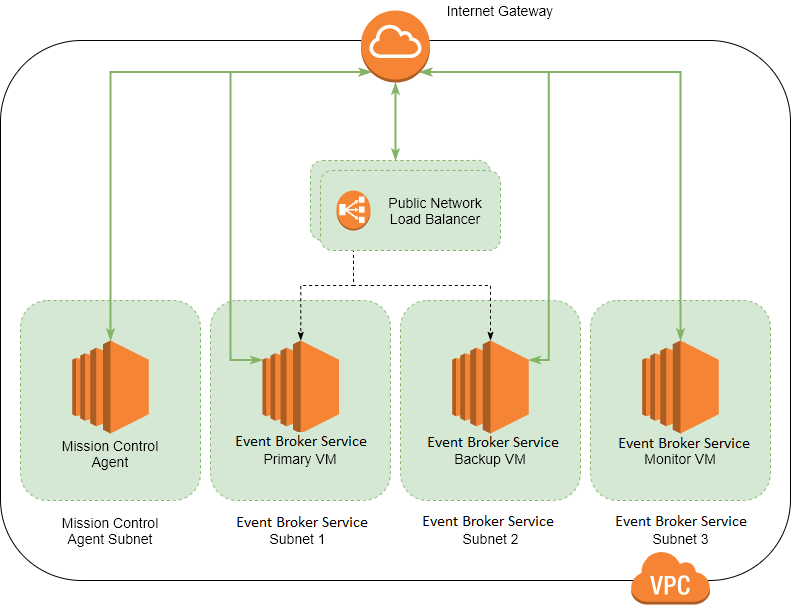 Internet Gateway
Public Network
Load Balancer
Mission Control
Agent
Event Broker Service
Primary VM
Event Broker Service
Backup VM
Event Broker Service
Monitor VM
Mission Control
Agent Subnet
Event Broker Service
Subnet 1
Event Broker Service
Subnet 2
Event Broker Service
Subnet 3
VPC